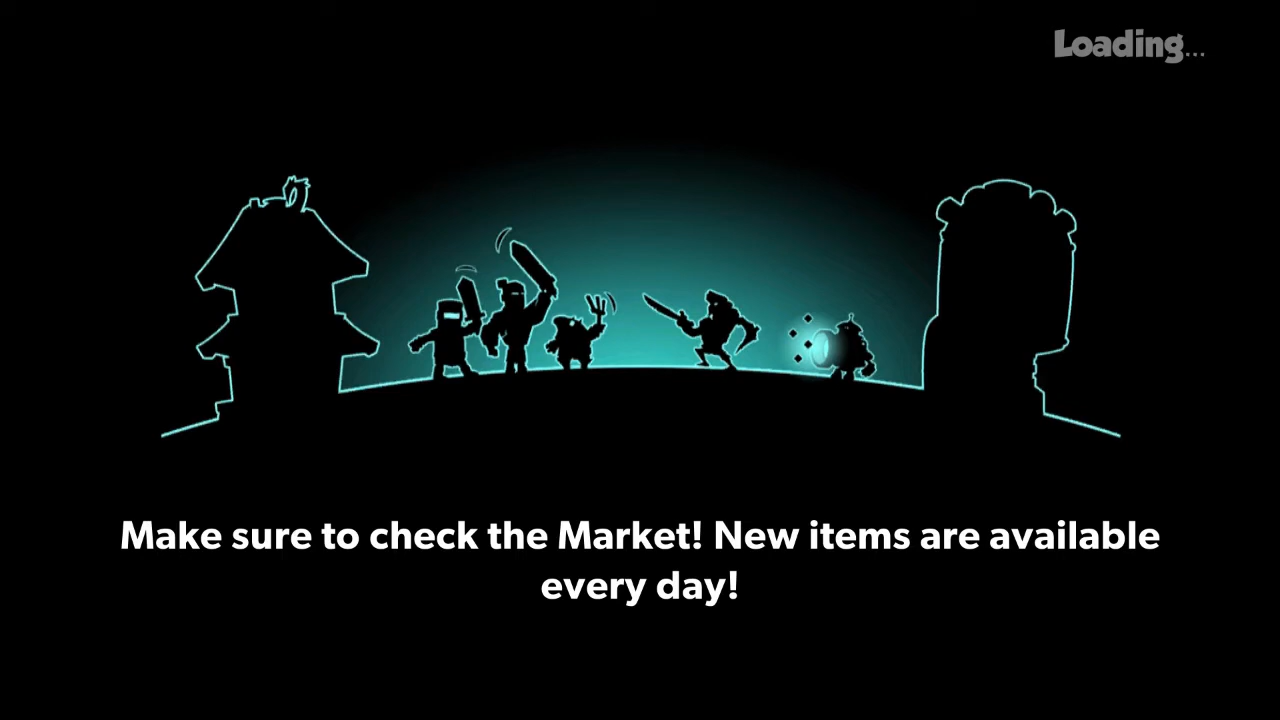 Loading...
Make sure to check the Market! New items are available
every day!